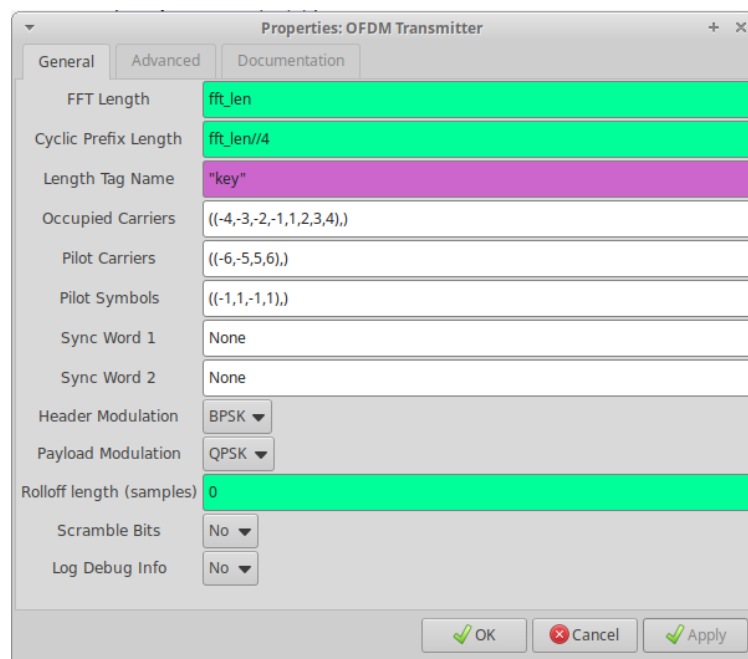 Properties: OFDM Transmitter
General Advanced Documentation
FFT Length fft_len
Cyclic Prefix Length fft_len//4
Length Tag Name "key"
Occupied Carriers ((-4,-3,-2,-1,1,2,3,4),)
Pilot Carriers ((-6,-5,5,6),)
Pilot Symbols ((-1,1,-1,1),)
Sync Word 1 None
Sync Word 2 None
Header Modulation BPSK
Payload Modulation QPSK
Rolloff length (samples) 0
Scramble Bits No
Log Debug Info No
OK Cancel Apply